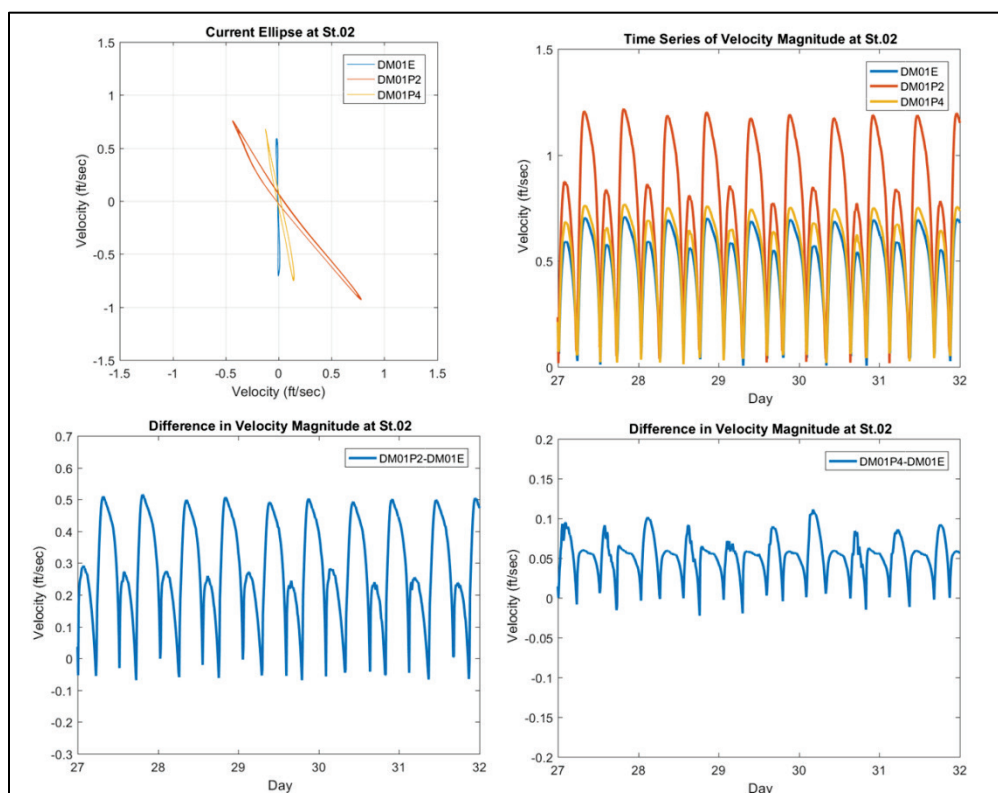 Current Ellipse at St.02
1.5
1
0.5
0
-0.5
-1
-1.5
Velocity (ft/sec)
DM01E
DM01P2
DM01P4
-1.5 -1 -0.5 0 0.5 1 1.5
Velocity (ft/sec)
Time Series of Velocity Magnitude at St.02
1.5
1
0.5
0
Velocity (ft/sec)
DM01E
DM01P2
DM01P4
27 28 29 30 31 32
Day
Difference in Velocity Magnitude at St.02
0.7
0.6
0.5
0.4
0.3
0.2
0.1
0
-0.1
-0.2
-0.3
Velocity (ft/sec)
DM01P2-DM01E
27 28 29 30 31 32
Day
Difference in Velocity Magnitude at St.02
0.2
0.15
0.1
0.05
0
-0.05
-0.1
-0.15
-0.2
Velocity (ft/sec)
DM01P4-DM01E
27 28 29 30 31 32
Day